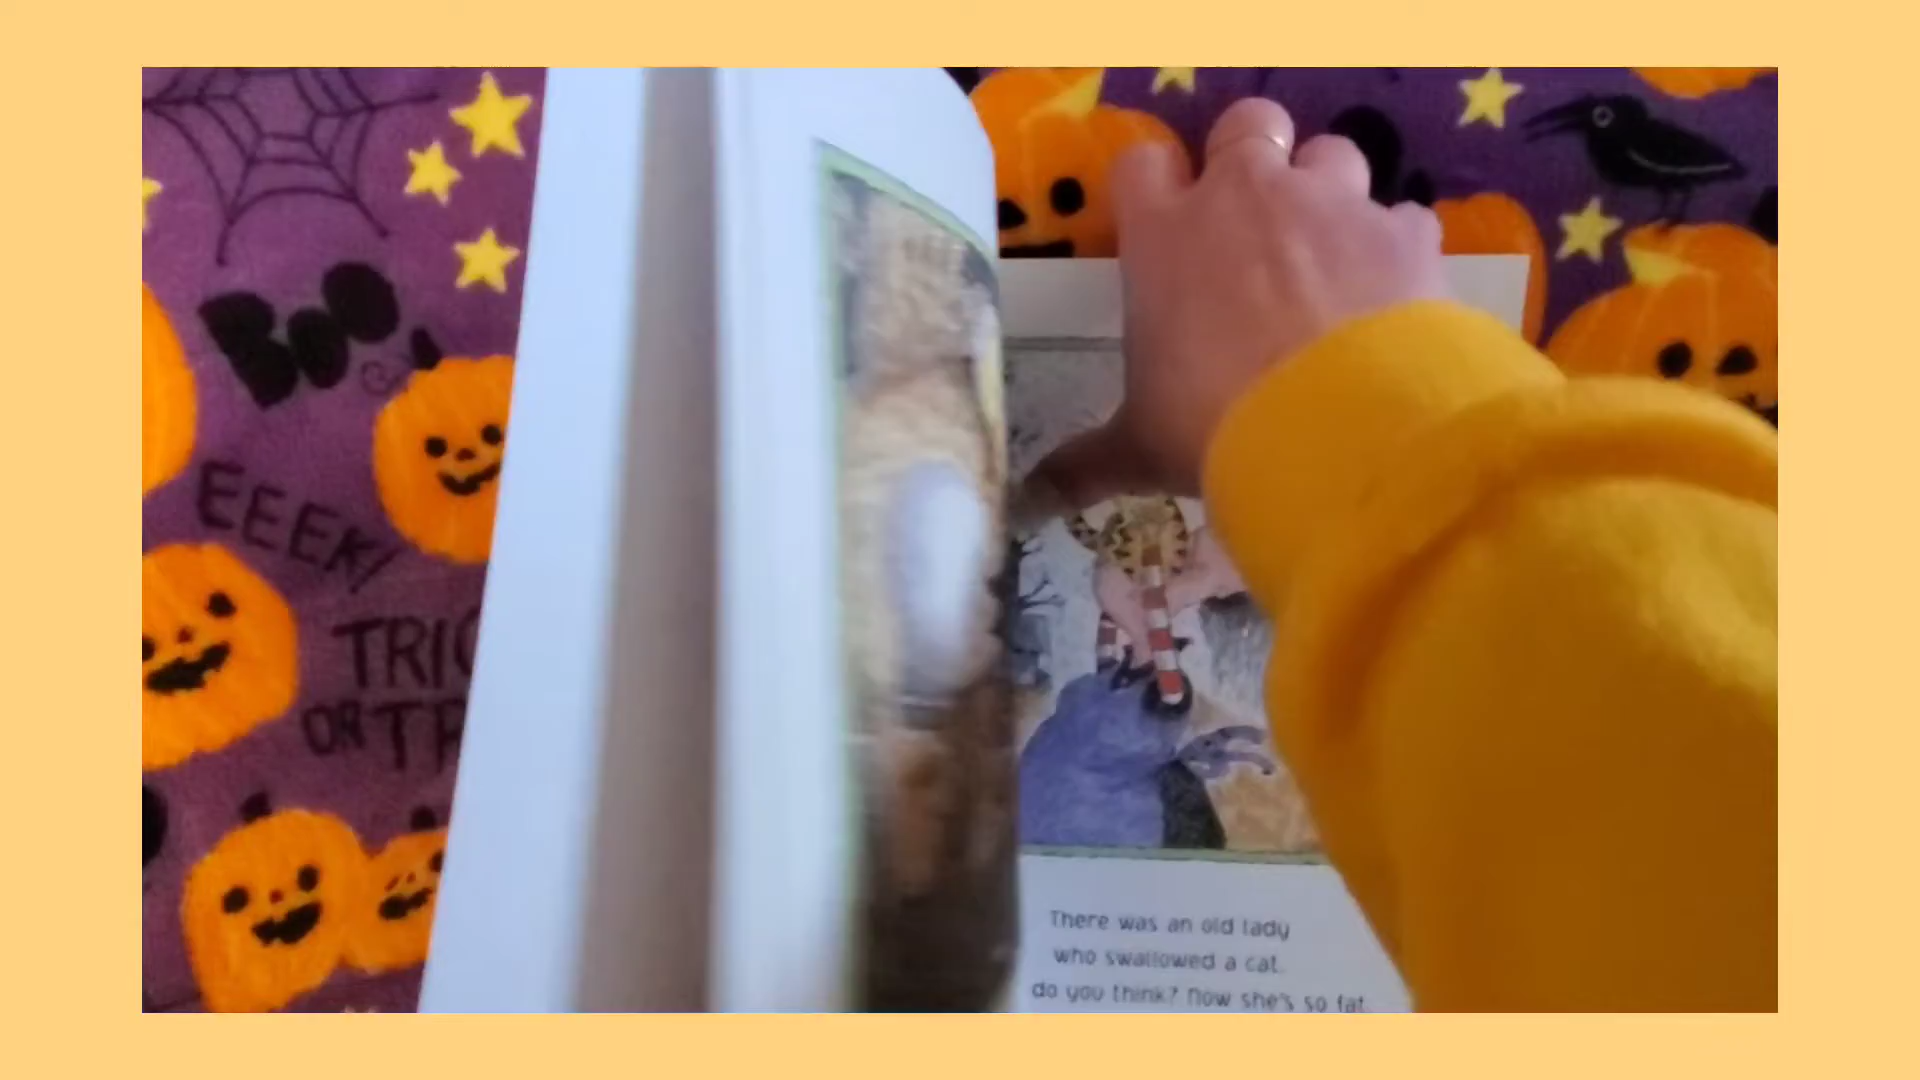 BOO
EEEK!
TRIC
OR TR
There was an old lady
who swallowed a cat.
do you think? Now she's so fat.